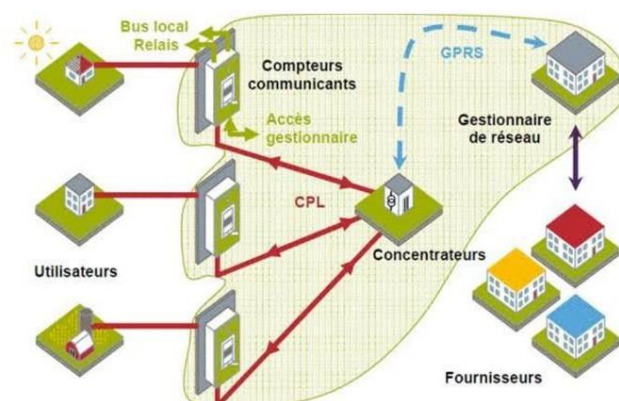 Bus local
Relais
Compteurs
communicants
Accès
gestionnaire
GPRS
Gestionnaire
de réseau
CPL
Concentrateurs
Utilisateurs
Fournisseurs